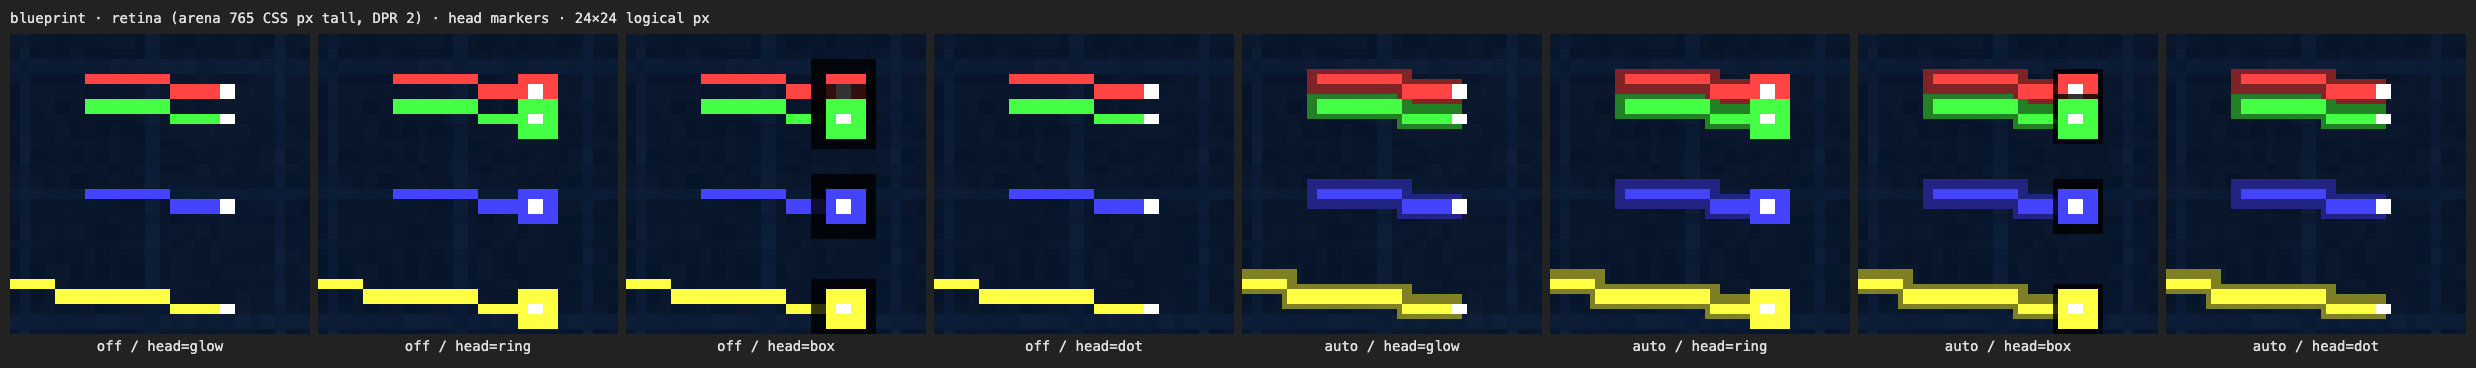 blueprint · retina (arena 765 CSS px tall, DPR 2) · head markers · 24×24 logical px
off / head=glow
off / head=ring
off / head=box
off / head=dot
auto / head=glow
auto / head=ring
auto / head=box
auto / head=dot